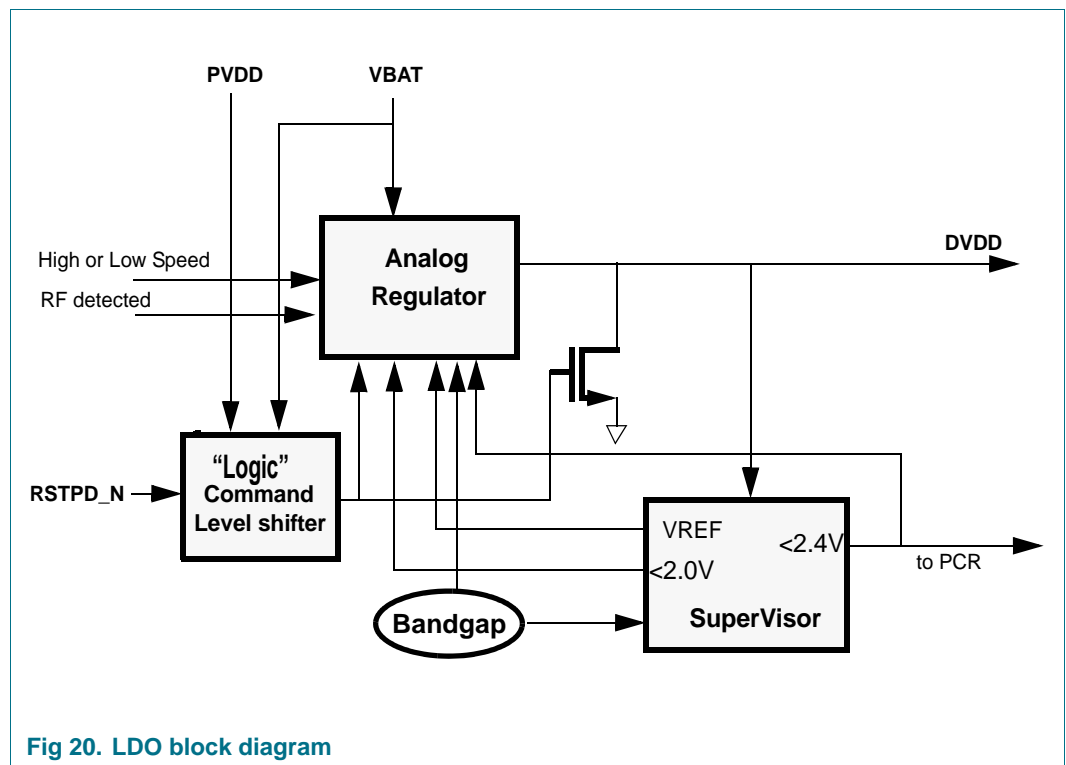 PVDD
VBAT
High or Low Speed
RF detected
Analog
Regulator
DVDD
RSTPD_N
“Logic”
Command
Level shifter
VREF
<2.4V
<2.0V
to PCR
Bandgap
SuperVisor
Fig 20. LDO block diagram